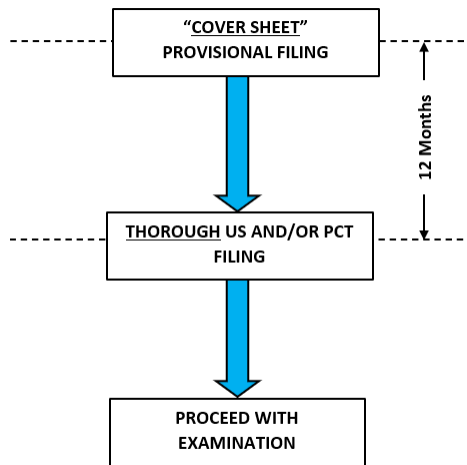 “COVER SHEET”
PROVISIONAL FILING
12 Months
THOROUGH US AND/OR PCT
FILING
PROCEED WITH
EXAMINATION